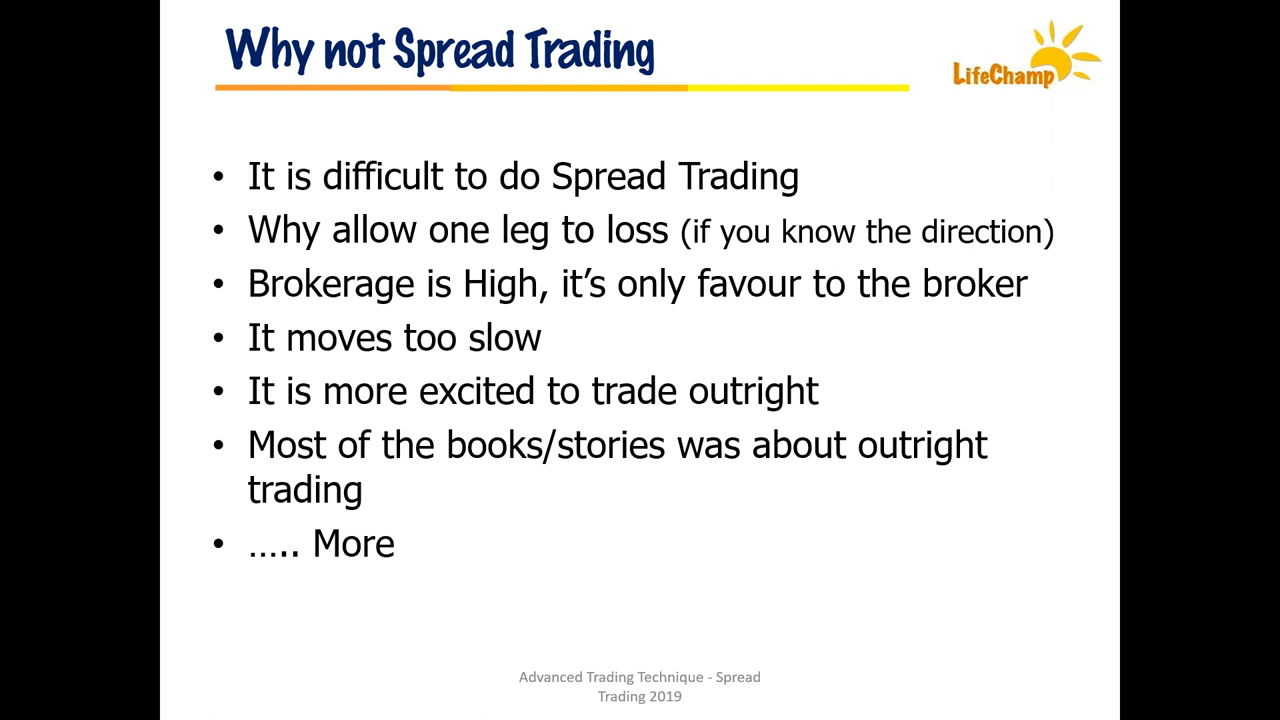 Why not Spread Trading
LifeChamp
• It is difficult to do Spread Trading
• Why allow one leg to loss (if you know the direction)
• Brokerage is High, it’s only favour to the broker
• It moves too slow
• It is more excited to trade outright
• Most of the books/stories was about outright
trading
• ….. More
Advanced Trading Technique - Spread
Trading 2019